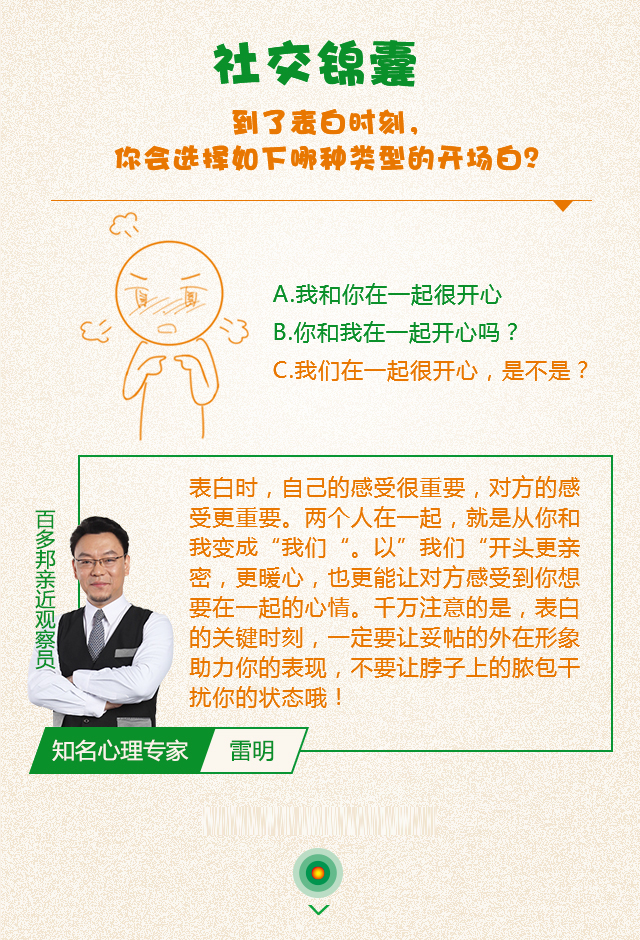 社交锦囊
到了表白时刻，
你会选择如下哪种类型的开场白？
A.我和你在一起很开心
B.你和我在一起开心吗？
C.我们在一起很开心，是不是？
表白时，自己的感受很重要，对方的感
受更重要。两个人在一起，就是从你和
我变成“我们“。以”我们“开头更亲
密，更暖心，也更能让对方感受到你想
要在一起的心情。千万注意的是，表白
的关键时刻，一定要让妥帖的外在形象
助力你的表现，不要让脖子上的脓包干
扰你的状态哦！
百多邦亲近观察员
知名心理专家
雷明